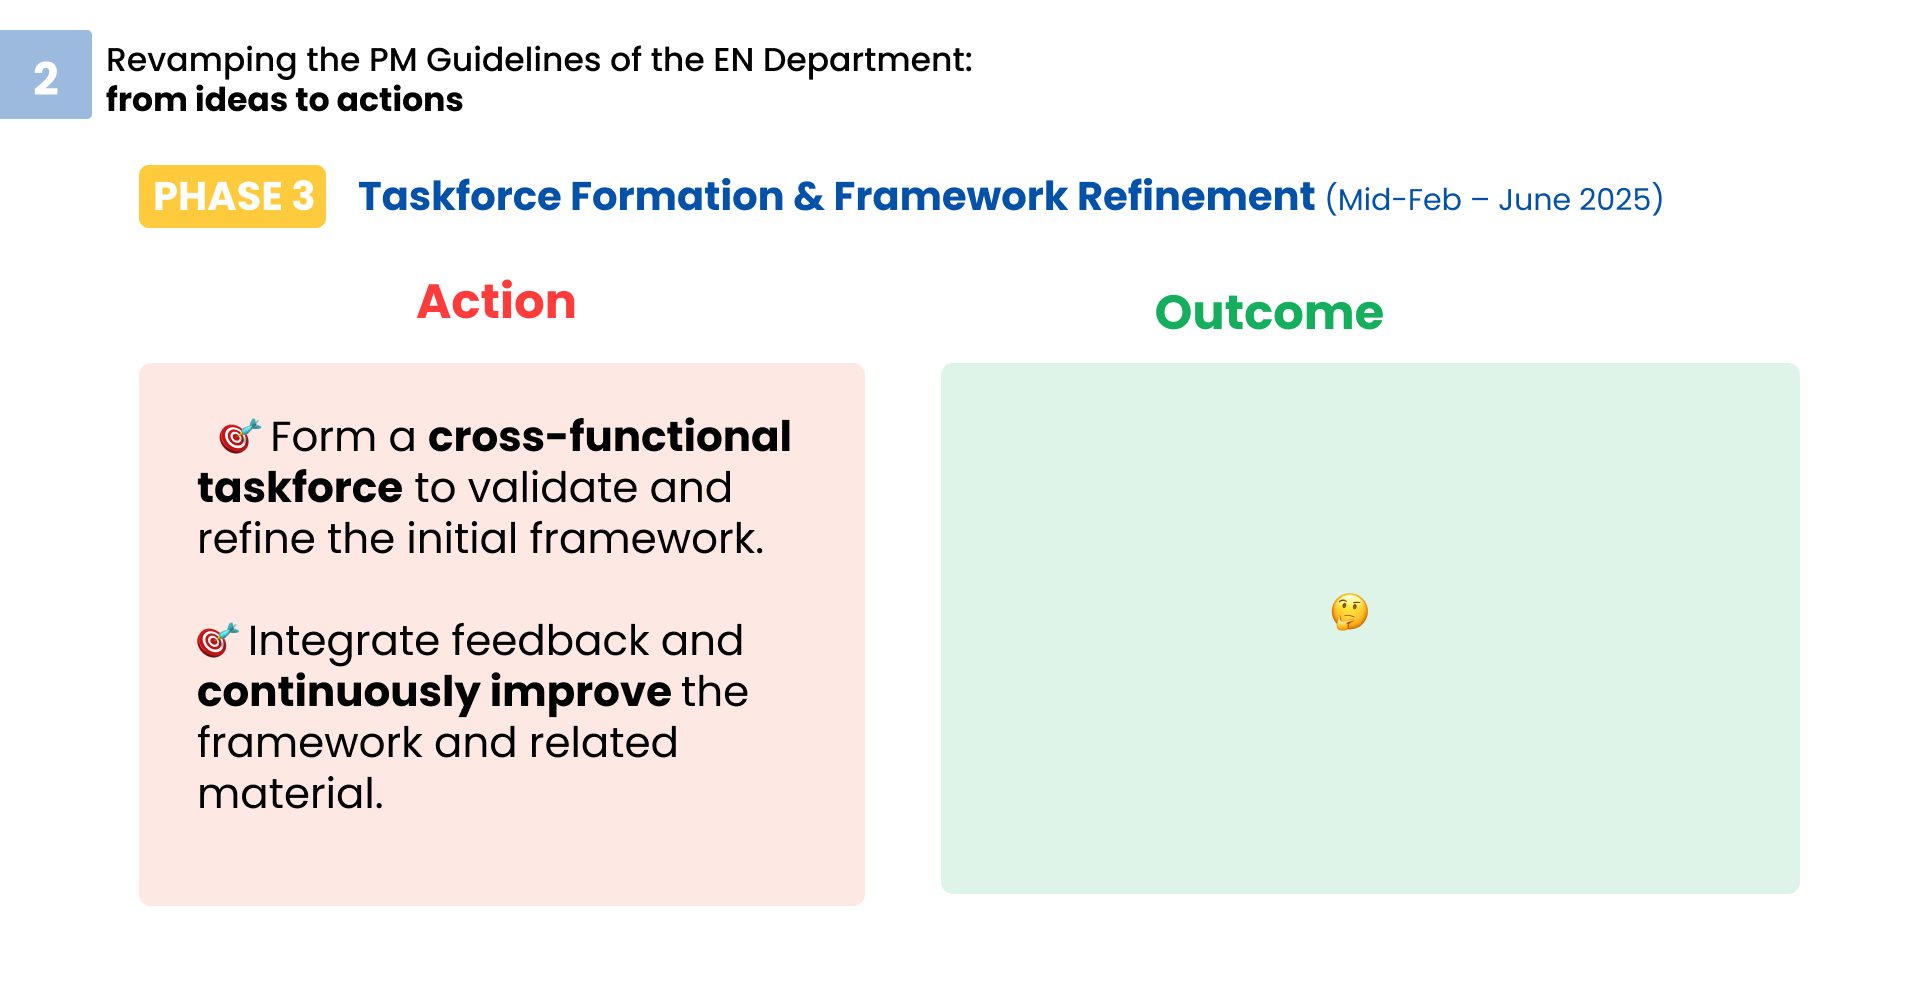 2
Revamping the PM Guidelines of the EN Department:
from ideas to actions
PHASE 3
Taskforce Formation & Framework Refinement (Mid-Feb – June 2025)
Action
🎯 Form a cross-functional
taskforce to validate and
refine the initial framework.
🎯 Integrate feedback and
continuously improve the
framework and related
material.
Outcome
🤔